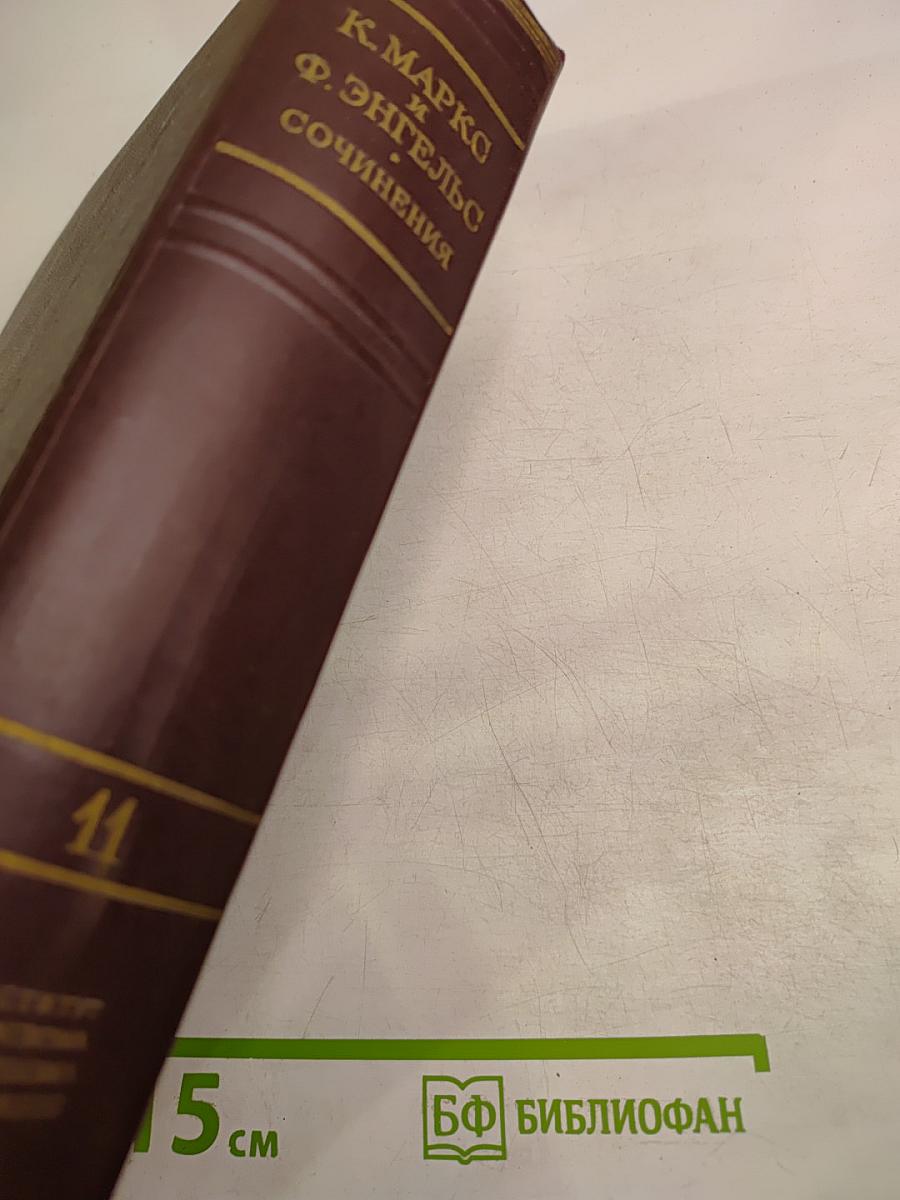 К. МАРКС
и
Ф. ЭНГЕЛЬС
•
СОЧИНЕНИЯ
11
15 см
БФ БИБЛИОФАН